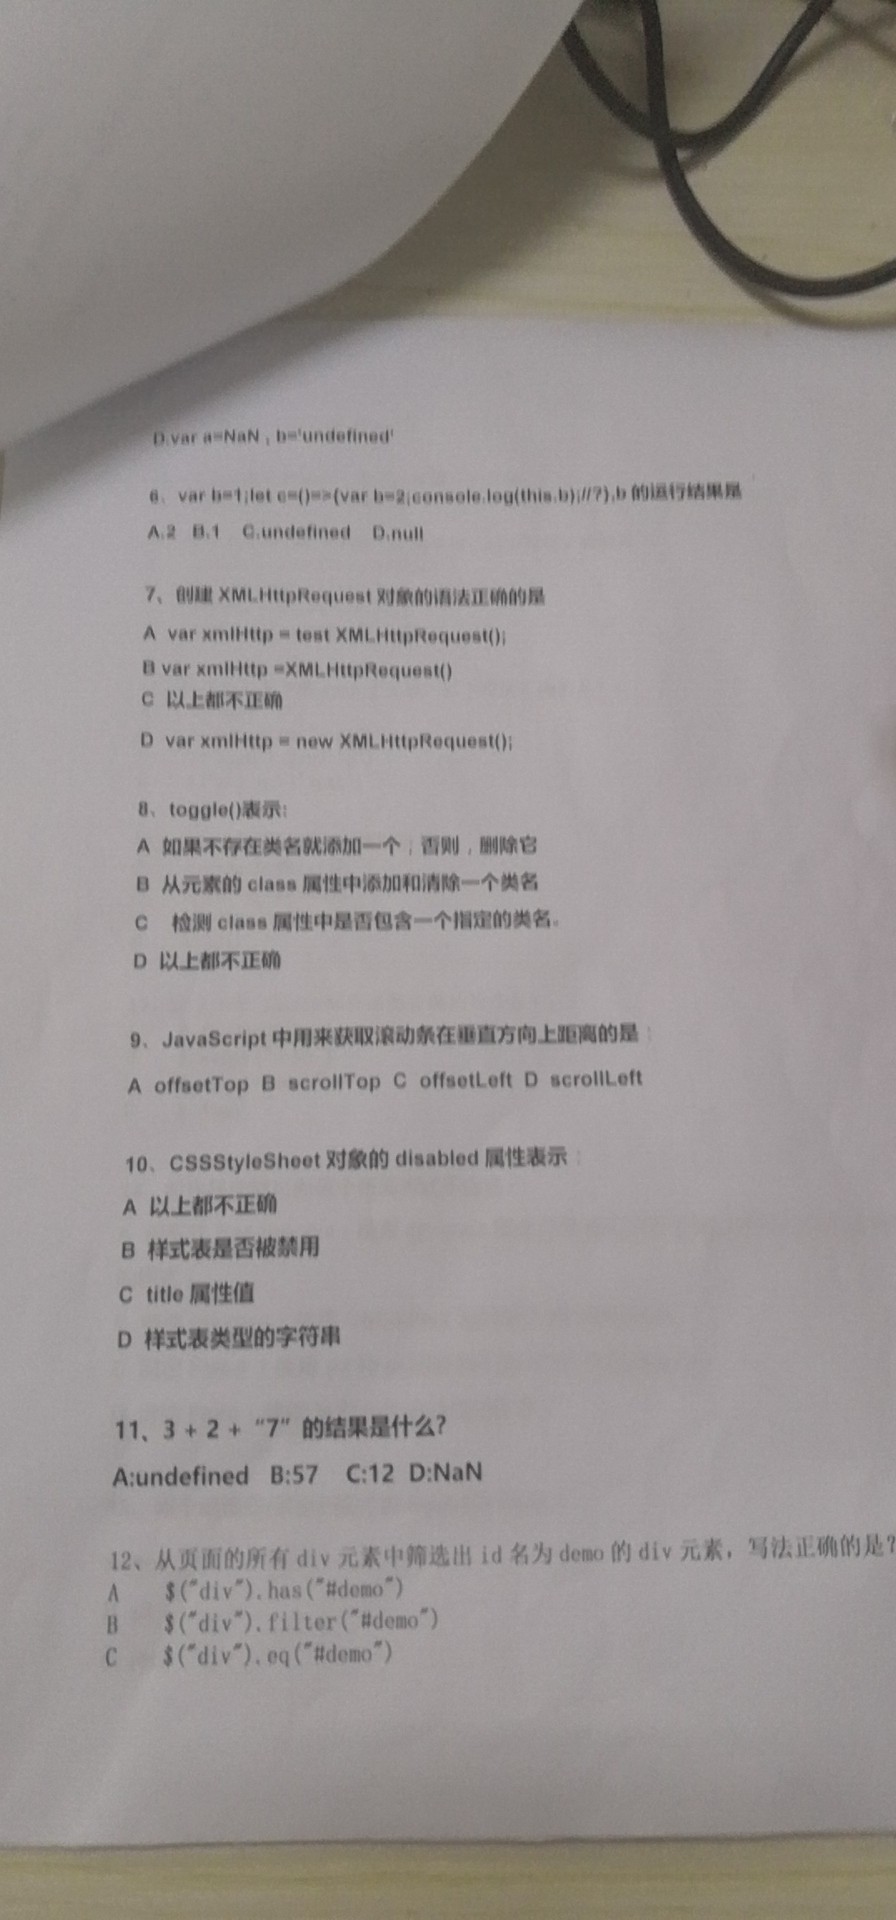 D.var a=NaN，b='undefined'
6、var b=1;let c=()=>{var b=2;console.log(this.b);//?},b 的运行结果是
A.2 B.1 C.undefined D.null
7、创建 XMLHttpRequest 对象的语法正确的是
A var xmlHttp = test XMLHttpRequest();
B var xmlHttp =XMLHttpRequest()
C 以上都不正确
D var xmlHttp = new XMLHttpRequest();
8、toggle()表示:
A 如果不存在类名就添加一个；否则，删除它
B 从元素的 class 属性中添加和清除一个类名
C 检测 class 属性中是否包含一个指定的类名。
D 以上都不正确
9、JavaScript 中用来获取滚动条在垂直方向上距离的是：
A offsetTop B scrollTop C offsetLeft D scrollLeft
10、CSSStyleSheet 对象的 disabled 属性表示：
A 以上都不正确
B 样式表是否被禁用
C title 属性值
D 样式表类型的字符串
11、3 + 2 + “7” 的结果是什么?
A:undefined B:57 C:12 D:NaN
12、从页面的所有 div 元素中筛选出 id 名为 demo 的 div 元素，写法正确的是?
A $("div").has("#demo")
B $("div").filter("#demo")
C $("div").eq("#demo")